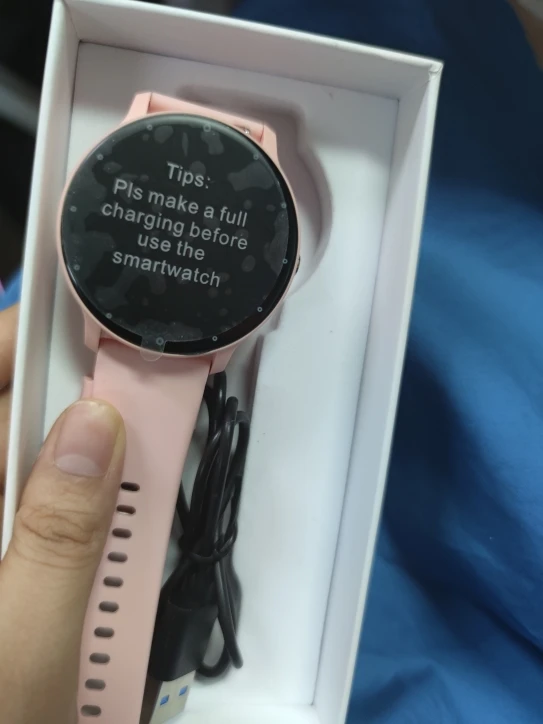 Tips:
Pls make a full
charging before
use the
smartwatch